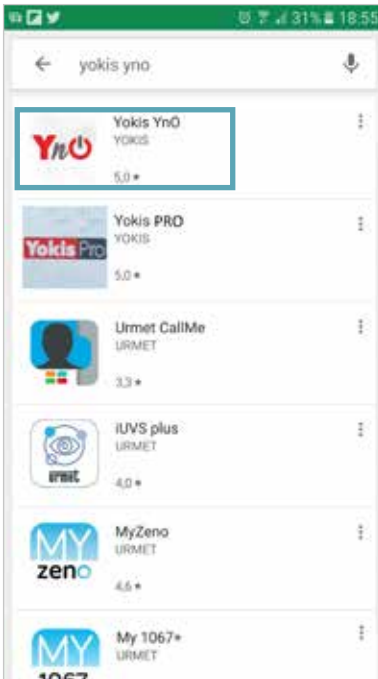 31% 18:55
yokis yno
YnO
Yokis YnO
YOKIS
5,0 ★
Yokis Pro
Yokis PRO
YOKIS
5,0 ★
Urmet CallMe
URMET
3,3 ★
urmet
iUVS plus
URMET
4,0 ★
MY
zeno
MyZeno
URMET
4,6 ★
MY
1067
My 1067+
URMET